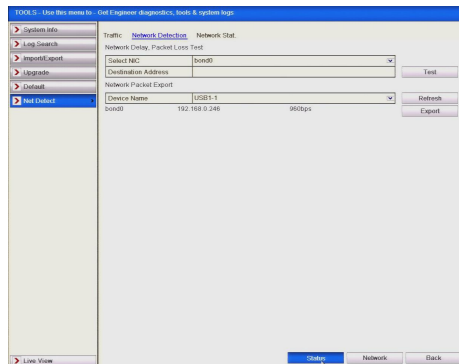 TOOLS - Use this menu to - Get Engineer diagnostics, tools & system logs
System Info
Log Search
Import/Export
Upgrade
Default
Net Detect
Live View
Traffic Network Detection Network Stat.
Network Delay, Packet Loss Test
Select NIC bond0
Destination Address Test
Network Packet Export
Device Name USB1-1 Refresh
bond0 192.168.0.246 960bps Export
Status Network Back